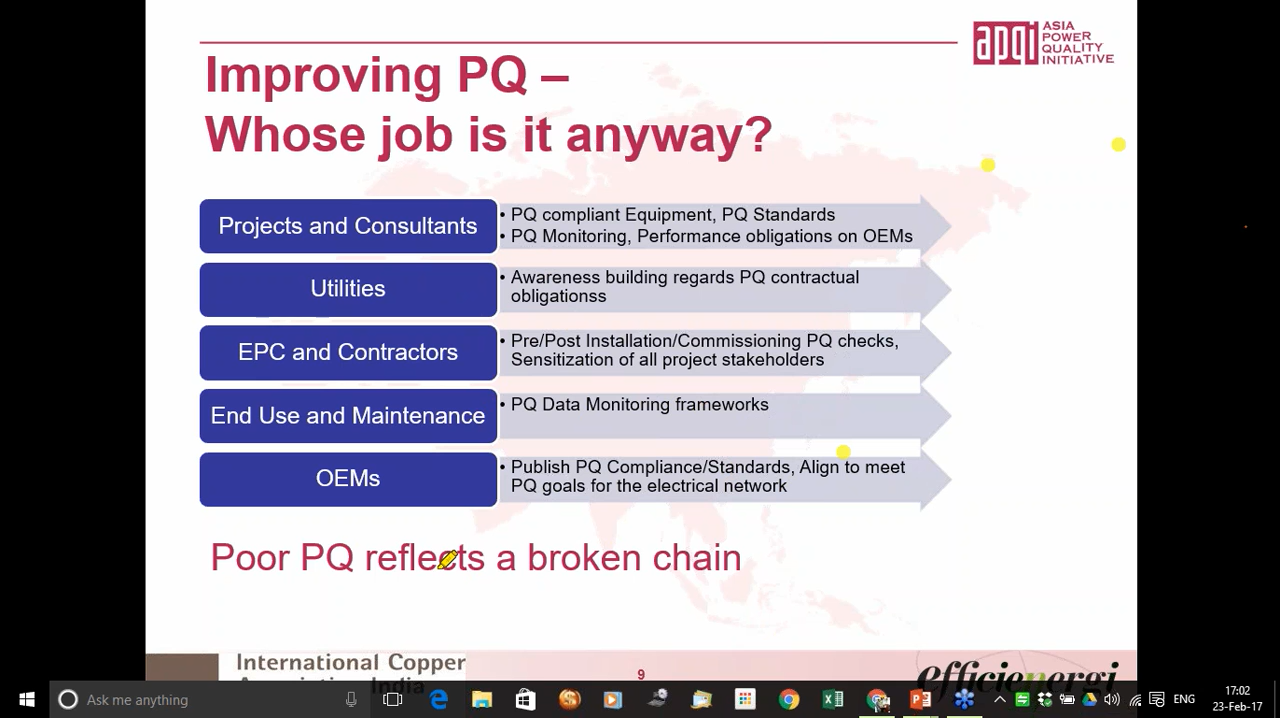 apqi ASIA
POWER
QUALITY
INITIATIVE
Improving PQ –
Whose job is it anyway?
Projects and Consultants
• PQ compliant Equipment, PQ Standards
• PQ Monitoring, Performance obligations on OEMs
Utilities
• Awareness building regards PQ contractual
obligationss
EPC and Contractors
• Pre/Post Installation/Commissioning PQ checks,
Sensitization of all project stakeholders
End Use and Maintenance
• PQ Data Monitoring frameworks
OEMs
• Publish PQ Compliance/Standards, Align to meet
PQ goals for the electrical network
Poor PQ reflects a broken chain
International Copper
India
9
efficienergi
Ask me anything
ENG
17:02
23-Feb-17